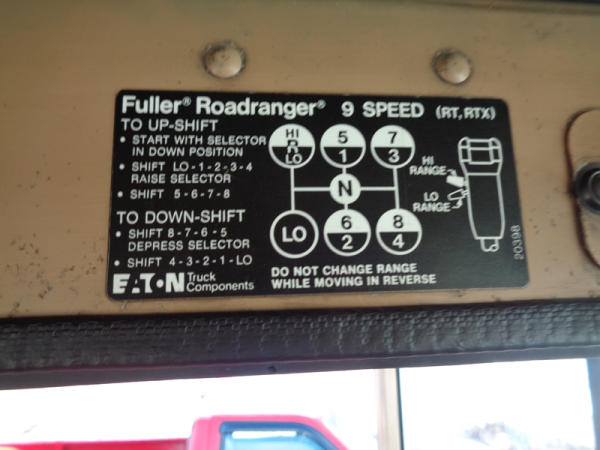 Fuller® Roadranger® 9 SPEED (RT, RTX)
TO UP-SHIFT
• START WITH SELECTOR
IN DOWN POSITION
• SHIFT LO-1-2-3-4
RAISE SELECTOR
• SHIFT 5-6-7-8
TO DOWN-SHIFT
• SHIFT 8-7-6-5
DEPRESS SELECTOR
• SHIFT 4-3-2-1-LO
EATON Truck
Components
HI
R
LO
5
1
7
3
N
LO
6
2
8
4
HI
RANGE
LO
RANGE
DO NOT CHANGE RANGE
WHILE MOVING IN REVERSE
20398